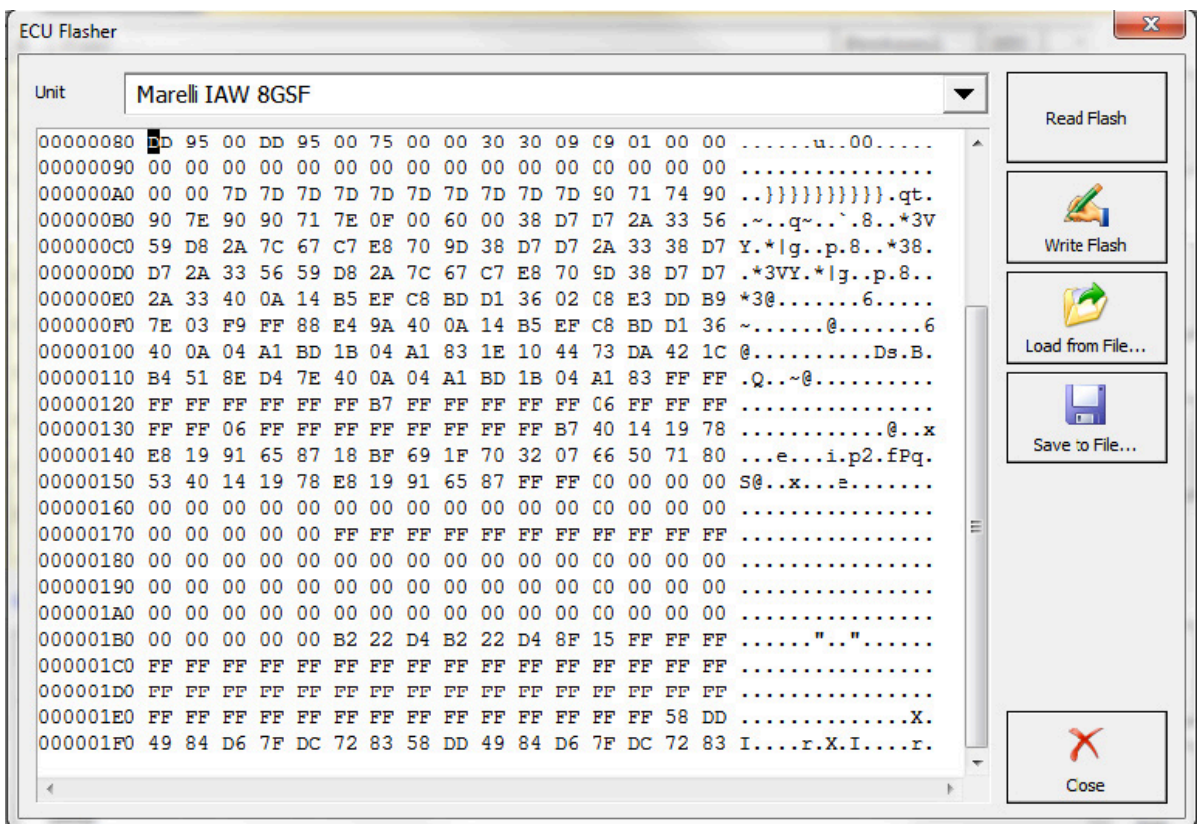 ECU Flasher
Unit
Marelli IAW 8GSF
00000080 DD 95 00 DD 95 00 75 00 00 30 30 09 09 01 00 00 ......u..00.....
00000090 00 00 00 00 00 00 00 00 00 00 00 00 00 00 00 00 ................
000000A0 00 00 7D 7D 7D 7D 7D 7D 7D 7D 7D 7D 90 71 74 90 ..}}}}}}}}}}.qt.
000000B0 90 7E 90 90 71 7E 0F 00 60 00 38 D7 D7 2A 33 56 .~..q~..`.8..*3V
000000C0 59 D8 2A 7C 67 C7 E8 70 9D 38 D7 D7 2A 33 38 D7 Y.*|g..p.8..*38.
000000D0 D7 2A 33 56 59 D8 2A 7C 67 C7 E8 70 9D 38 D7 D7 .*3VY.*|g..p.8..
000000E0 2A 33 40 0A 14 B5 EF C8 BD D1 36 02 08 E3 DD B9 *3@.......6.....
000000F0 7E 03 F9 FF 88 E4 9A 40 0A 14 B5 EF C8 BD D1 36 ~......@.......6
00000100 40 0A 04 A1 BD 1B 04 A1 83 1E 10 44 73 DA 42 1C @..........Ds.B.
00000110 B4 51 8E D4 7E 40 0A 04 A1 BD 1B 04 A1 83 FF FF .Q..~@..........
00000120 FF FF FF FF FF FF B7 FF FF FF FF FF 06 FF FF FF ................
00000130 FF FF 06 FF FF FF FF FF FF FF FF B7 40 14 19 78 ............@..x
00000140 E8 19 91 65 87 18 BF 69 1F 70 32 07 66 50 71 80 ...e...i.p2.fPq.
00000150 53 40 14 19 78 E8 19 91 65 87 FF FF 00 00 00 00 S@..x...e.......
00000160 00 00 00 00 00 00 00 00 00 00 00 00 00 00 00 00 ................
00000170 00 00 00 00 00 FF FF FF FF FF FF FF FF FF FF FF ................
00000180 00 00 00 00 00 00 00 00 00 00 00 00 00 00 00 00 ................
00000190 00 00 00 00 00 00 00 00 00 00 00 00 00 00 00 00 ................
000001A0 00 00 00 00 00 00 00 00 00 00 00 00 00 00 00 00 ................
000001B0 00 00 00 00 00 B2 22 D4 B2 22 D4 8F 15 FF FF FF ......"..“......
000001C0 FF FF FF FF FF FF FF FF FF FF FF FF FF FF FF FF ................
000001D0 FF FF FF FF FF FF FF FF FF FF FF FF FF FF FF FF ................
000001E0 FF FF FF FF FF FF FF FF FF FF FF FF FF FF 58 DD ..............X.
000001F0 49 84 D6 7F DC 72 83 58 DD 49 84 D6 7F DC 72 83 I....r.X.I....r.
Read Flash
Write Flash
Load from File...
Save to File...
Close